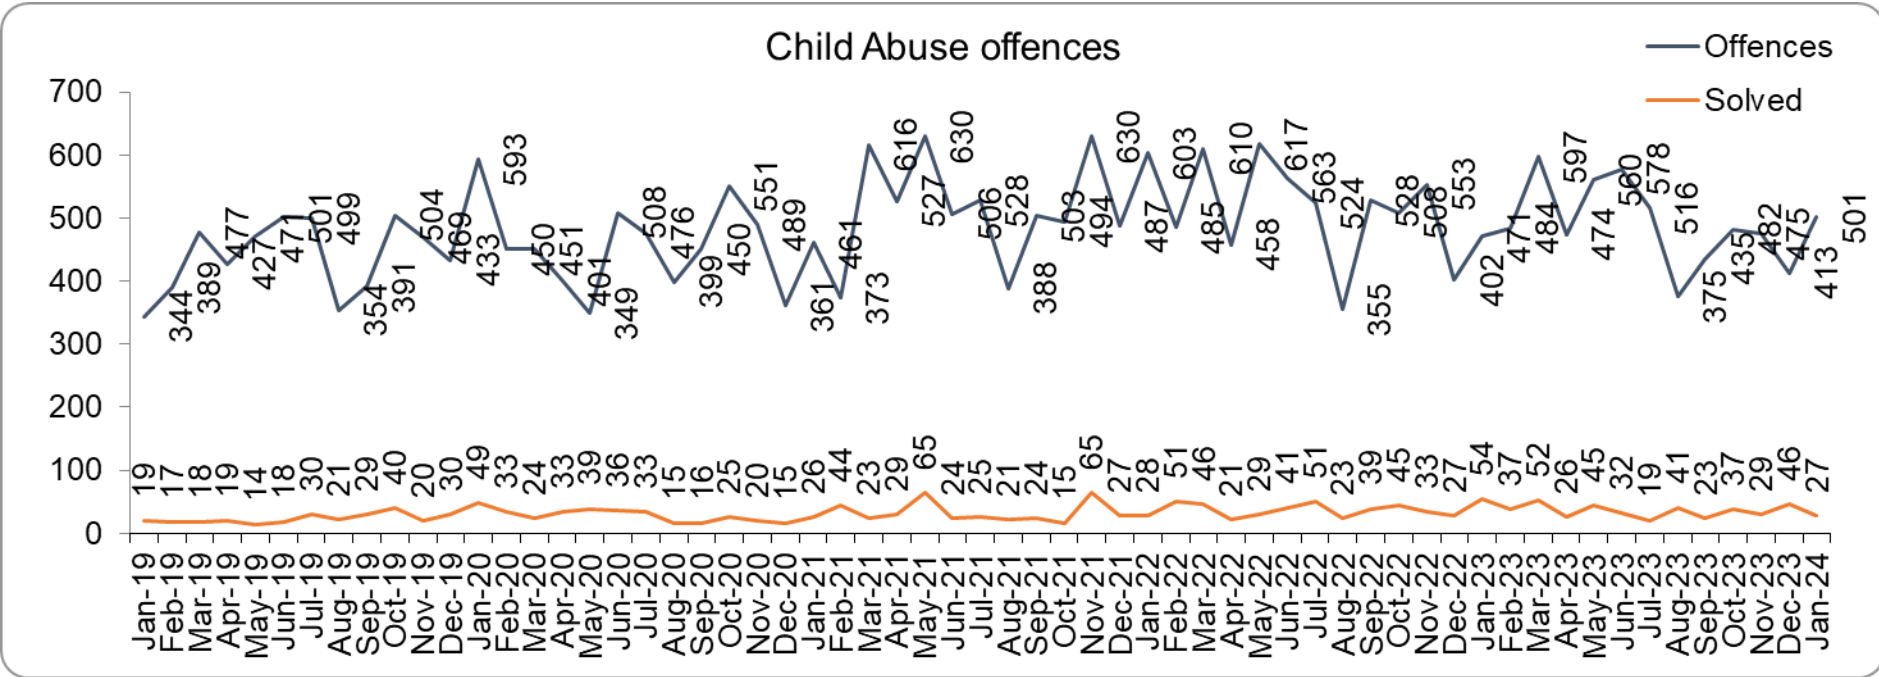 Child Abuse offences
Offences
Solved
700
600
500
400
300
200
100
0
344
389
477
427
471
501
499
354
391
504
469
433
593
450
451
401
349
508
476
399
450
551
489
361
461
373
616
527
630
506
528
388
503
494
630
487
603
485
610
458
617
563
524
355
528
508
553
402
471
484
597
474
560
578
516
375
435
482
475
413
501
19
17
18
19
14
18
30
21
29
40
20
30
49
33
24
33
39
36
33
15
16
25
20
15
26
44
23
29
65
24
25
21
24
15
65
27
28
51
46
21
29
41
51
23
39
45
33
27
54
37
52
26
45
32
19
41
23
37
29
46
27
Jan-19
Feb-19
Mar-19
Apr-19
May-19
Jun-19
Jul-19
Aug-19
Sep-19
Oct-19
Nov-19
Dec-19
Jan-20
Feb-20
Mar-20
Apr-20
May-20
Jun-20
Jul-20
Aug-20
Sep-20
Oct-20
Nov-20
Dec-20
Jan-21
Feb-21
Mar-21
Apr-21
May-21
Jun-21
Jul-21
Aug-21
Sep-21
Oct-21
Nov-21
Dec-21
Jan-22
Feb-22
Mar-22
Apr-22
May-22
Jun-22
Jul-22
Aug-22
Sep-22
Oct-22
Nov-22
Dec-22
Jan-23
Feb-23
Mar-23
Apr-23
May-23
Jun-23
Jul-23
Aug-23
Sep-23
Oct-23
Nov-23
Dec-23
Jan-24